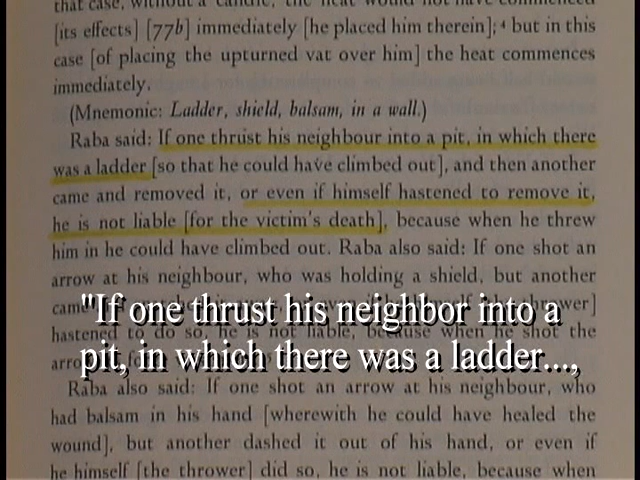 that case, without a candle, the heat would not have commenced
[its effects] [77b] immediately [he placed him therein];⁴ but in this
case [of placing the upturned vat over him] the heat commences
immediately.
(Mnemonic: Ladder, shield, balsam, in a wall.)
Raba said: If one thrust his neighbour into a pit, in which there
was a ladder [so that he could have climbed out], and then another
came and removed it, or even if himself hastened to remove it,
he is not liable [for the victim's death], because when he threw
him in he could have climbed out. Raba also said: If one shot an
arrow at his neighbour, who was holding a shield, but another
came
"If one thrust his neighbor into a
hastened to do so, he is not liable, because when he shot the
pit, in which there was a ladder...,
Raba also said: If one shot an arrow at his neighbour, who
had balsam in his hand [wherewith he could have healed the
wound], but another dashed it out of his hand, or even if
he himself [the thrower] did so, he is not liable, because when